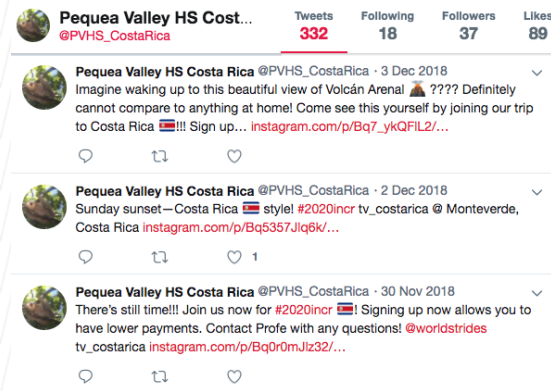 Pequea Valley HS Cost...
@PVHS_CostaRica
Tweets Following Followers Likes
332 18 37 89
Pequea Valley HS Costa Rica @PVHS_CostaRica · 3 Dec 2018
Imagine waking up to this beautiful view of Volcán Arenal 🌋 ???? Definitely
cannot compare to anything at home! Come see this yourself by joining our trip
to Costa Rica 🇨🇷!!! Sign up… instagram.com/p/Bq7_ykQFlL2/…
Pequea Valley HS Costa Rica @PVHS_CostaRica · 2 Dec 2018
Sunday sunset—Costa Rica 🇨🇷 style! #2020incr tv_costarica @ Monteverde,
Costa Rica instagram.com/p/Bq5357Jlq6k/…
1
Pequea Valley HS Costa Rica @PVHS_CostaRica · 30 Nov 2018
There's still time!!! Join us now for #2020incr 🇨🇷! Signing up now allows you to
have lower payments. Contact Profe with any questions! @worldstrides
tv_costarica instagram.com/p/Bq0r0mJlz32/…